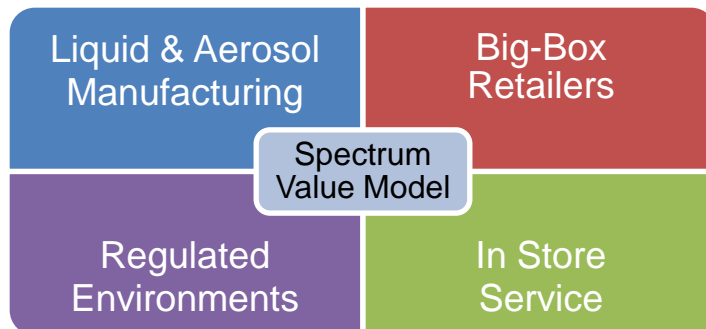 Liquid & Aerosol
Manufacturing
Big-Box
Retailers
Spectrum
Value Model
Regulated
Environments
In Store
Service